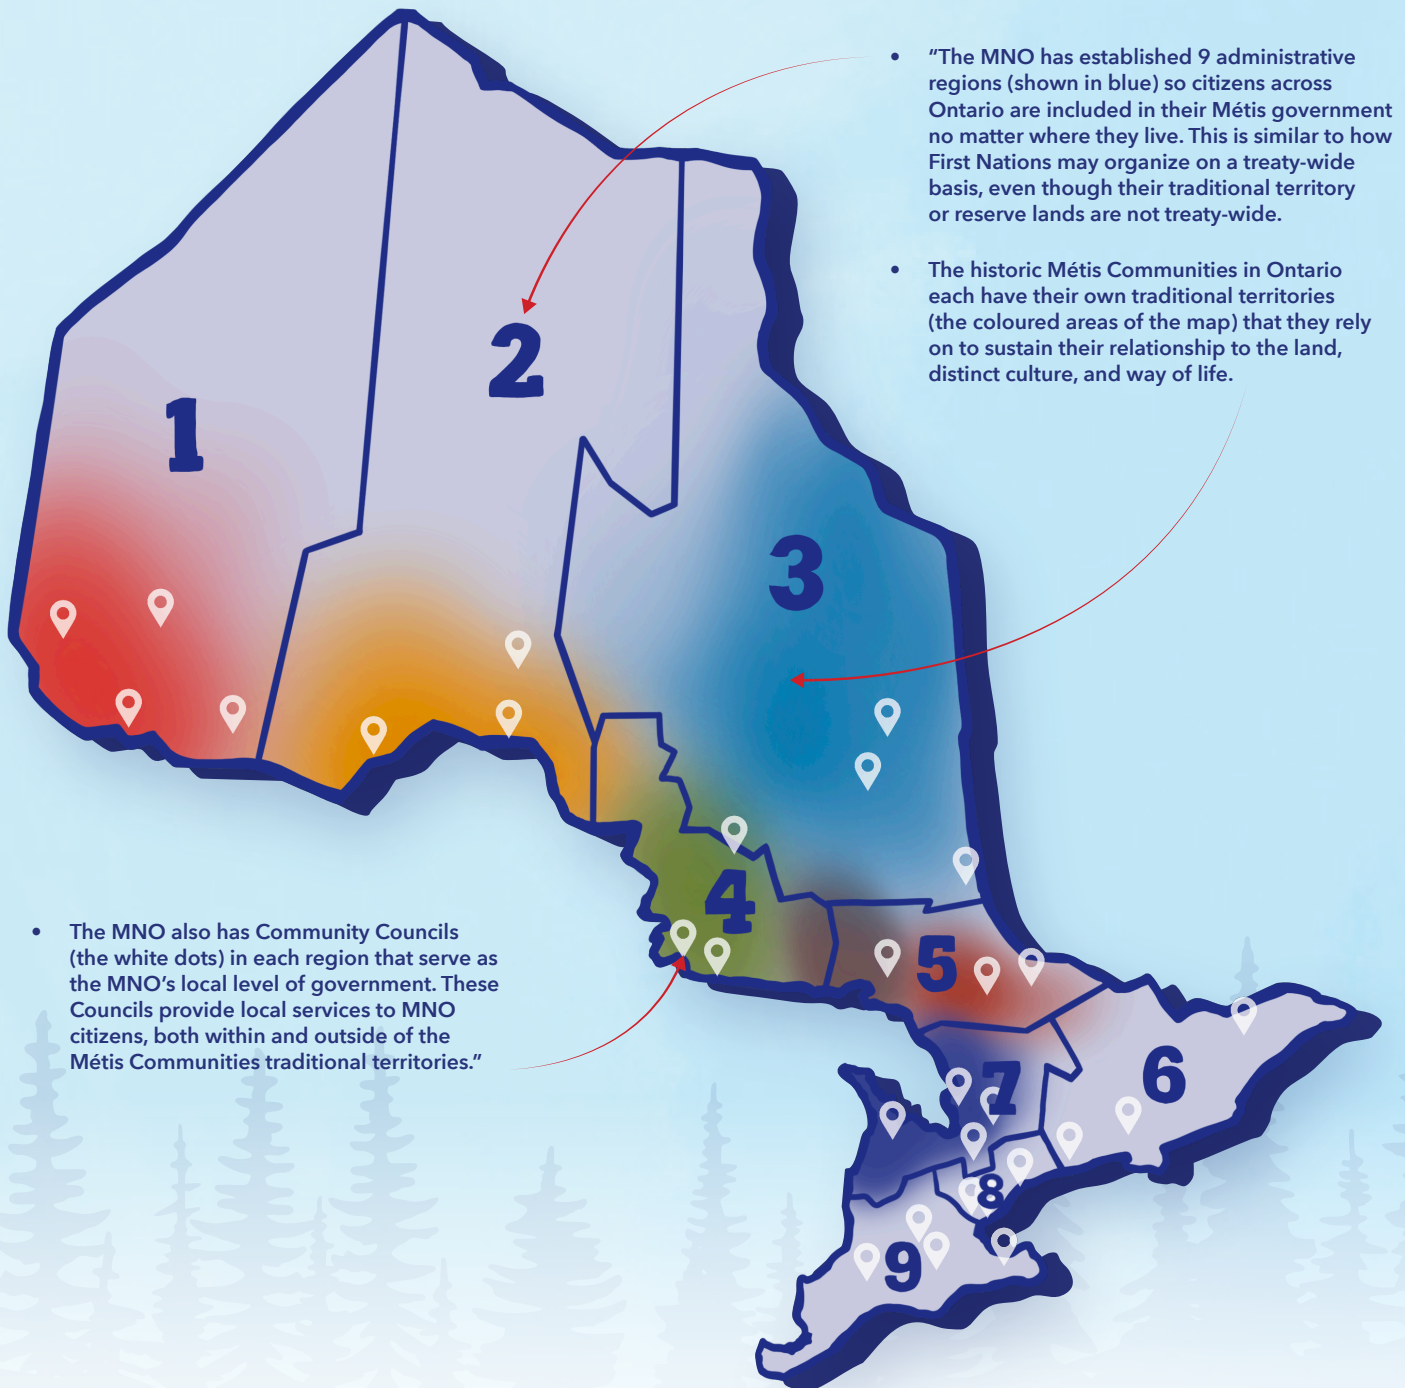 • “The MNO has established 9 administrative
regions (shown in blue) so citizens across
Ontario are included in their Métis government
no matter where they live. This is similar to how
First Nations may organize on a treaty-wide
basis, even though their traditional territory
or reserve lands are not treaty-wide.
• The historic Métis Communities in Ontario
each have their own traditional territories
(the coloured areas of the map) that they rely
on to sustain their relationship to the land,
distinct culture, and way of life.
2
1
3
4
• The MNO also has Community Councils
(the white dots) in each region that serve as
the MNO’s local level of government. These
Councils provide local services to MNO
citizens, both within and outside of the
Métis Communities traditional territories.”
5
6
7
8
9